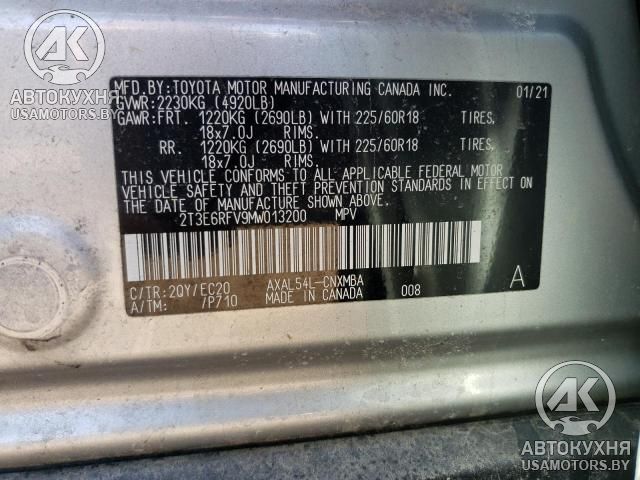 MFD.BY:TOYOTA MOTOR MANUFACTURING CANADA INC. 01/21
GVWR:2230KG (4920LB)
GAWR:FRT. 1220KG (2690LB) WITH 225/60R18 TIRES,
18x7.0J RIMS.
RR. 1220KG (2690LB) WITH 225/60R18 TIRES,
18x7.0J RIMS.
THIS VEHICLE CONFORMS TO ALL APPLICABLE FEDERAL MOTOR
VEHICLE SAFETY AND THEFT PREVENTION STANDARDS IN EFFECT ON
THE DATE OF MANUFACTURE SHOWN ABOVE.
2T3E6RFV9MW013200 MPV
C/TR:2QY/EC20 AXAL54L-CNXMBA A
A/TM: /P710 MADE IN CANADA 008
АК
АВТОКУХНЯ
USAMOTORS.BY
АК
АВТОКУХНЯ
USAMOTORS.BY